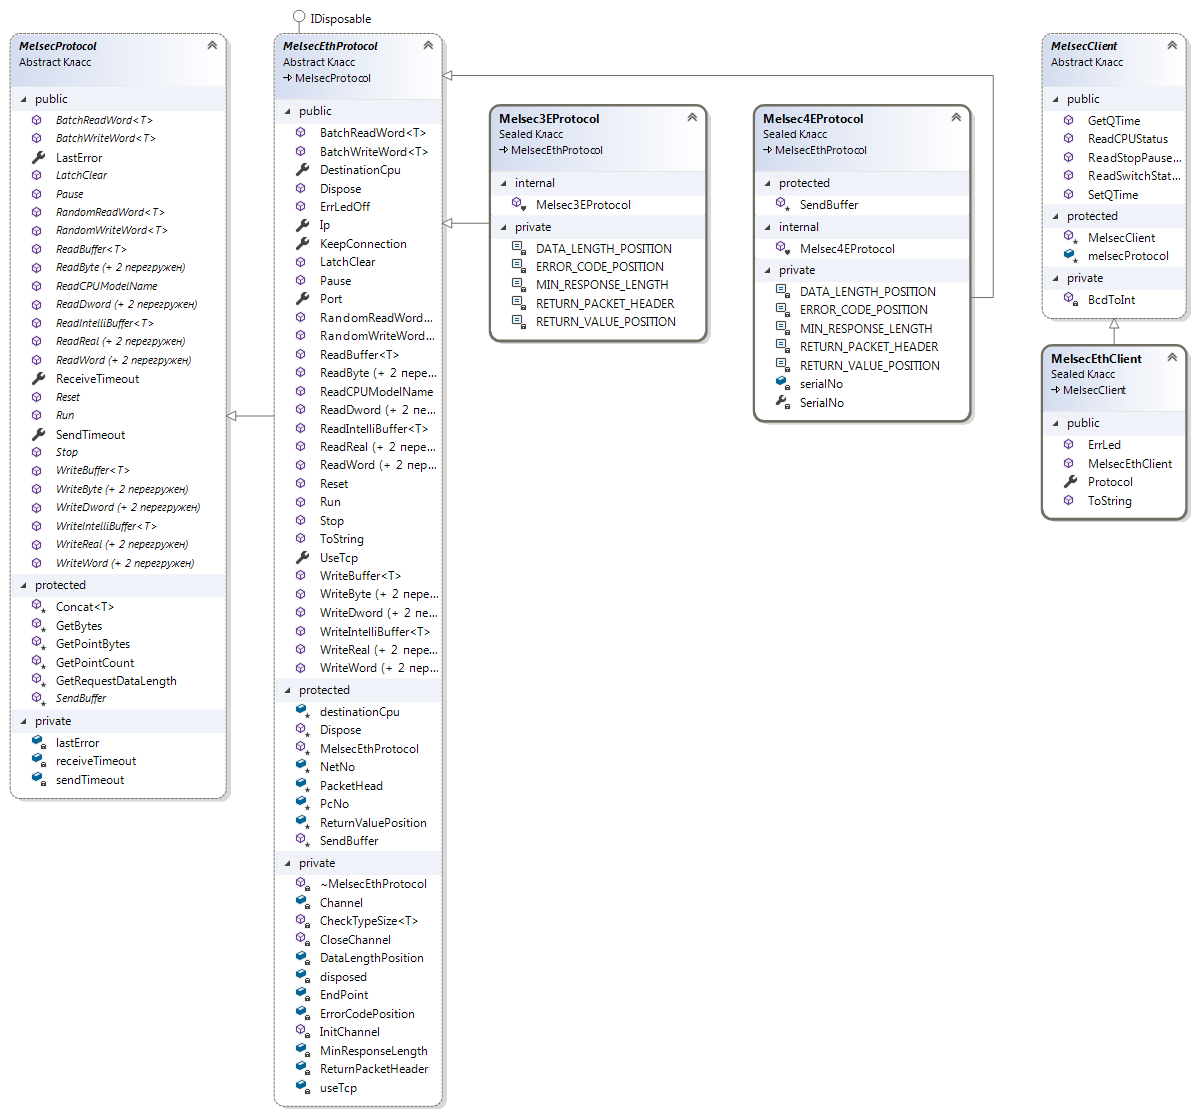 MelsecProtocol
Abstract Класс
public
BatchReadWord<T>
BatchWriteWord<T>
LastError
LatchClear
Pause
RandomReadWord<T>
RandomWriteWord<T>
ReadBuffer<T>
ReadByte (+ 2 перегружен)
ReadCPUModelName
ReadDword (+ 2 перегружен)
ReadIntelliBuffer<T>
ReadReal (+ 2 перегружен)
ReadWord (+ 2 перегружен)
ReceiveTimeout
Reset
Run
SendTimeout
Stop
WriteBuffer<T>
WriteByte (+ 2 перегружен)
WriteDword (+ 2 перегружен)
WriteIntelliBuffer<T>
WriteReal (+ 2 перегружен)
WriteWord (+ 2 перегружен)
protected
Concat<T>
GetBytes
GetPointBytes
GetPointCount
GetRequestDataLength
SendBuffer
private
lastError
receiveTimeout
sendTimeout
IDisposable
MelsecEthProtocol
Abstract Класс
MelsecProtocol
public
BatchReadWord<T>
BatchWriteWord<T>
DestinationCpu
Dispose
ErrLedOff
Ip
KeepConnection
LatchClear
Pause
Port
RandomReadWord...
RandomWriteWord...
ReadBuffer<T>
ReadByte (+ 2 пере...
ReadCPUModelName
ReadDword (+ 2 пе...
ReadIntelliBuffer<T>
ReadReal (+ 2 пере...
ReadWord (+ 2 пер...
Reset
Run
Stop
ToString
UseTcp
WriteBuffer<T>
WriteByte (+ 2 пере...
WriteDword (+ 2 пе...
WriteIntelliBuffer<T>
WriteReal (+ 2 пере...
WriteWord (+ 2 пер...
protected
destinationCpu
Dispose
MelsecEthProtocol
NetNo
PacketHead
PcNo
ReturnValuePosition
SendBuffer
private
~MelsecEthProtocol
Channel
CheckTypeSize<T>
CloseChannel
DataLengthPosition
disposed
EndPoint
ErrorCodePosition
InitChannel
MinResponseLength
ReturnPacketHeader
useTcp
Melsec3EProtocol
Sealed Класс
MelsecEthProtocol
internal
Melsec3EProtocol
private
DATA_LENGTH_POSITION
ERROR_CODE_POSITION
MIN_RESPONSE_LENGTH
RETURN_PACKET_HEADER
RETURN_VALUE_POSITION
Melsec4EProtocol
Sealed Класс
MelsecEthProtocol
protected
SendBuffer
internal
Melsec4EProtocol
private
DATA_LENGTH_POSITION
ERROR_CODE_POSITION
MIN_RESPONSE_LENGTH
RETURN_PACKET_HEADER
RETURN_VALUE_POSITION
serialNo
SerialNo
MelsecClient
Abstract Класс
public
GetQTime
ReadCPUStatus
ReadStopPause...
ReadSwitchStat...
SetQTime
protected
MelsecClient
melsecProtocol
private
BcdToInt
MelsecEthClient
Sealed Класс
MelsecClient
public
ErrLed
MelsecEthClient
Protocol
ToString